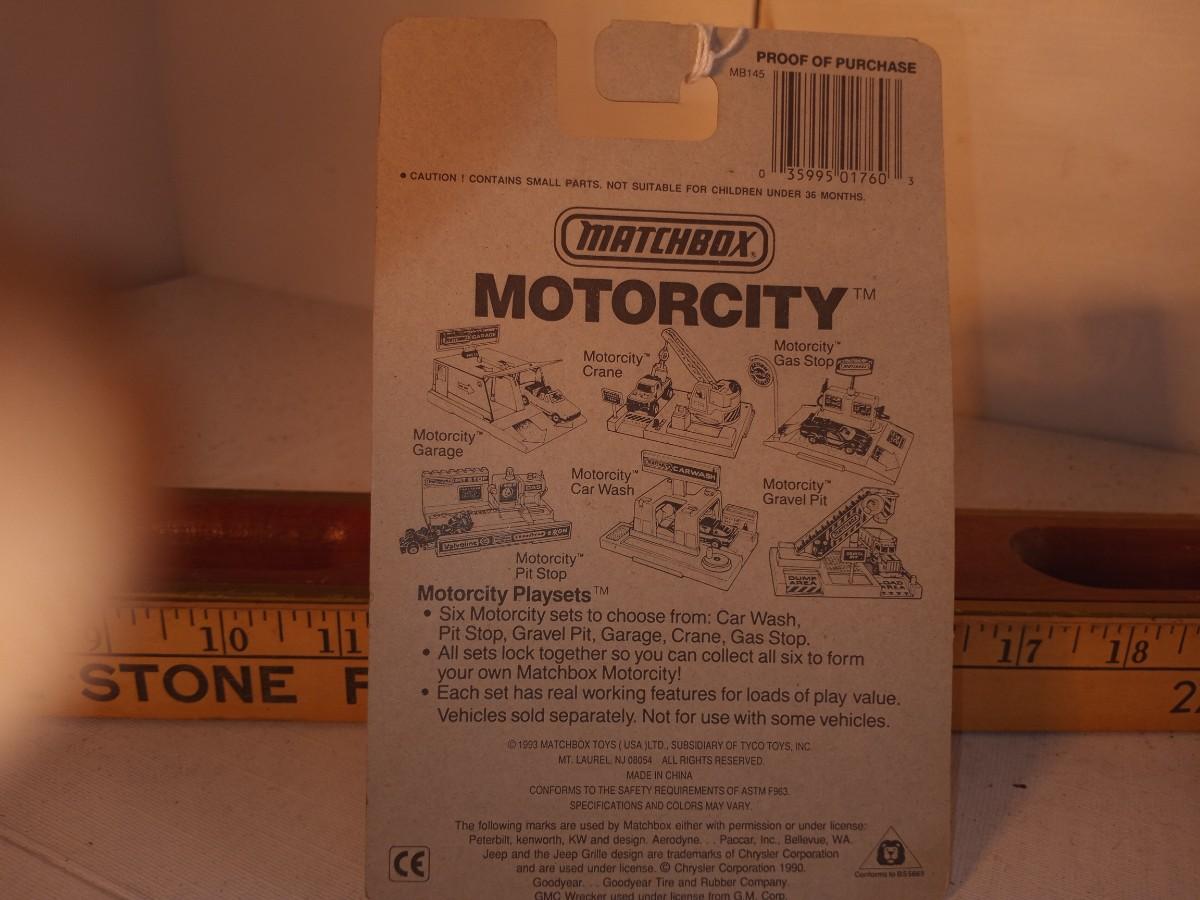 PROOF OF PURCHASE
MB145
0 35995 01760 3
• CAUTION ! CONTAINS SMALL PARTS. NOT SUITABLE FOR CHILDREN UNDER 36 MONTHS.
MATCHBOX
MOTORCITY™
GARAGE
Motorcity™
Garage
Motorcity™
Crane
Motorcity™
Gas Stop
PIT STOP
Valvoline
Motorcity™
Pit Stop
Motorcity™
Car Wash
CARWASH
Motorcity™
Gravel Pit
DUMP
AREA
LOAD
AREA
Motorcity Playsets™
• Six Motorcity sets to choose from: Car Wash,
Pit Stop, Gravel Pit, Garage, Crane, Gas Stop.
• All sets lock together so you can collect all six to form
your own Matchbox Motorcity!
• Each set has real working features for loads of play value.
Vehicles sold separately. Not for use with some vehicles.
© 1993 MATCHBOX TOYS ( USA )LTD., SUBSIDIARY OF TYCO TOYS, INC.
MT. LAUREL, NJ 08054 ALL RIGHTS RESERVED.
MADE IN CHINA
CONFORMS TO THE SAFETY REQUIREMENTS OF ASTM F963.
SPECIFICATIONS AND COLORS MAY VARY.
The following marks are used by Matchbox either with permission or under license:
Peterbilt, kenworth, KW and design. Aerodyne. . . Paccar, Inc., Bellevue, WA.
Jeep and the Jeep Grille design are trademarks of Chrysler Corporation
and are used under license. © Chrysler Corporation 1990.
Goodyear. . . Goodyear Tire and Rubber Company.
GMC Wrecker used under license from G.M. Corp.
CE
Conforms to BS5665
9 10 11
STONE F
17 18
2